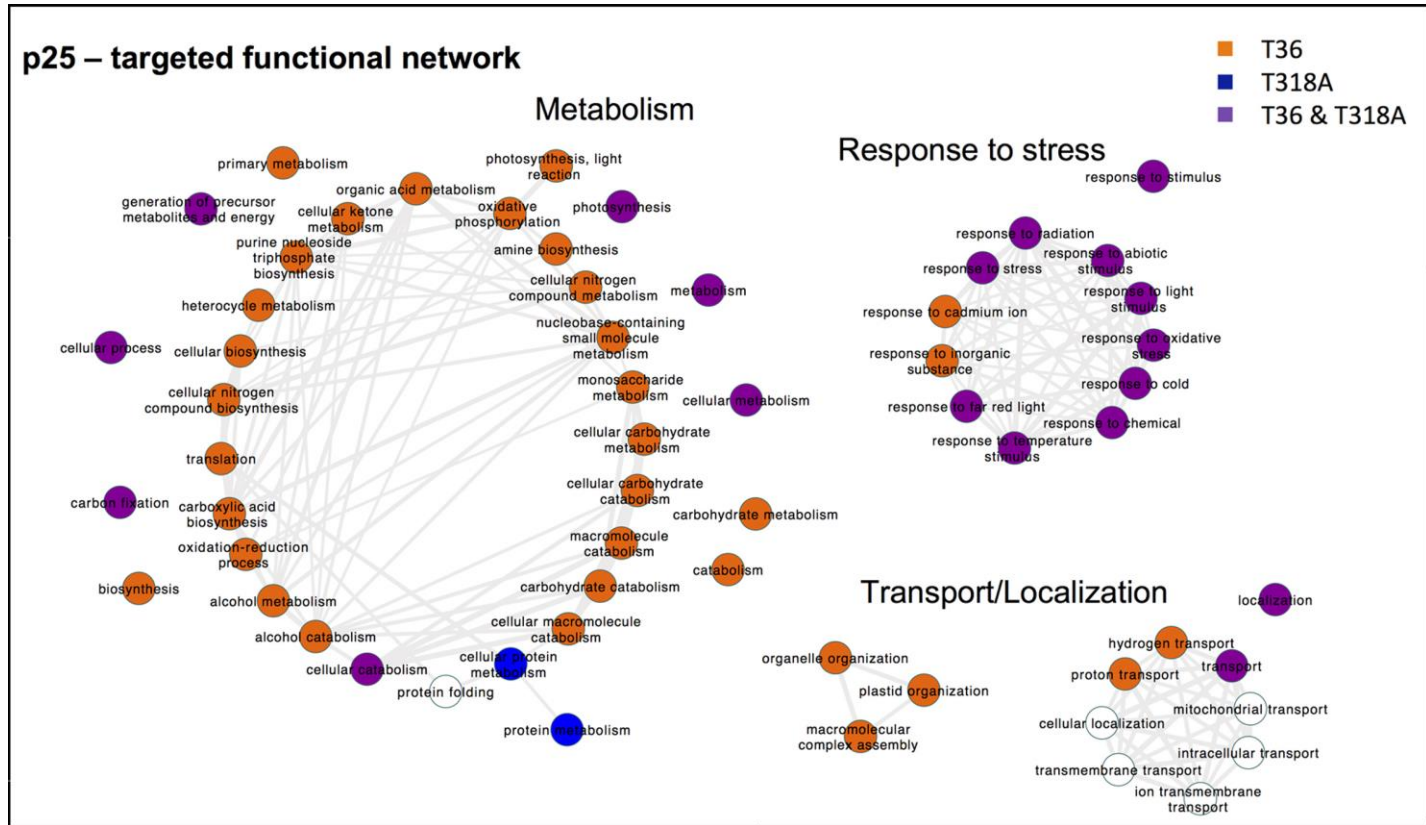 p25 – targeted functional network
T36
T318A
T36 & T318A
Metabolism
primary metabolism
photosynthesis, light
reaction
organic acid metabolism
generation of precursor
metabolites and energy
cellular ketone
metabolism
oxidative
phosphorylation
photosynthesis
purine nucleoside
triphosphate
biosynthesis
amine biosynthesis
cellular nitrogen
compound metabolism
metabolism
heterocycle metabolism
nucleobase-containing
small molecule
metabolism
cellular process
cellular biosynthesis
monosaccharide
metabolism
cellular metabolism
cellular nitrogen
compound biosynthesis
cellular carbohydrate
metabolism
translation
cellular carbohydrate
catabolism
carbon fixation
carboxylic acid
biosynthesis
carbohydrate metabolism
oxidation-reduction
process
macromolecule
catabolism
catabolism
biosynthesis
carbohydrate catabolism
alcohol metabolism
cellular macromolecule
catabolism
alcohol catabolism
cellular catabolism
cellular protein
metabolism
protein folding
protein metabolism
Response to stress
response to stimulus
response to radiation
response to abiotic
stimulus
response to stress
response to light
stimulus
response to cadmium ion
response to oxidative
stress
response to inorganic
substance
response to cold
response to far red light
response to chemical
response to temperature
stimulus
Transport/Localization
localization
organelle organization
plastid organization
macromolecular
complex assembly
hydrogen transport
transport
proton transport
mitochondrial transport
cellular localization
intracellular transport
transmembrane transport
ion transmembrane
transport